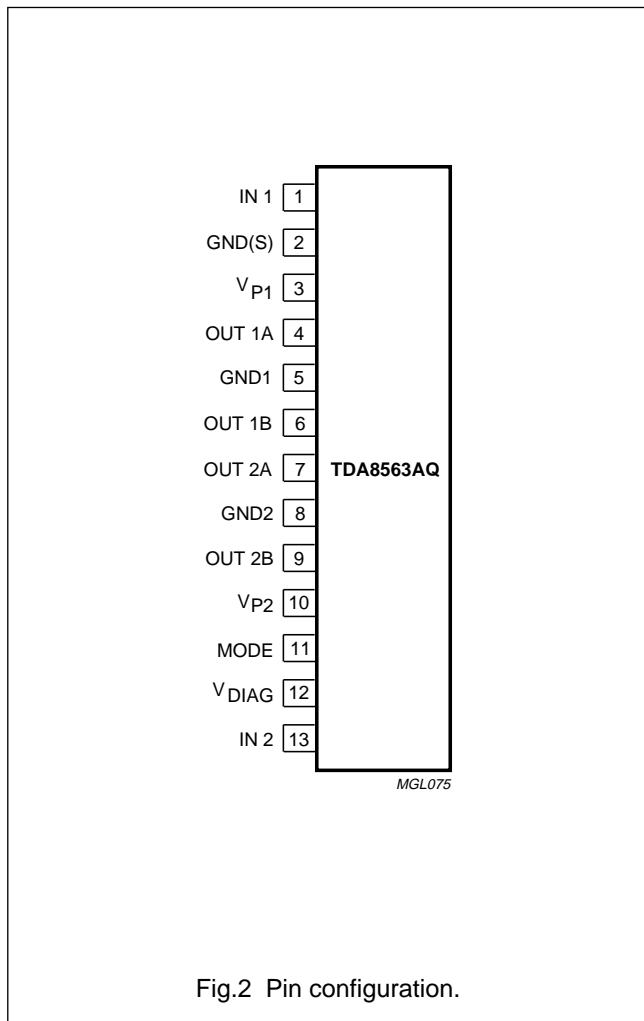 IN 1 1
GND(S) 2
VP1 3
OUT 1A 4
GND1 5
OUT 1B 6
OUT 2A 7 TDA8563AQ
GND2 8
OUT 2B 9
VP2 10
MODE 11
VDIAG 12
IN 2 13
MGL075
Fig.2 Pin configuration.